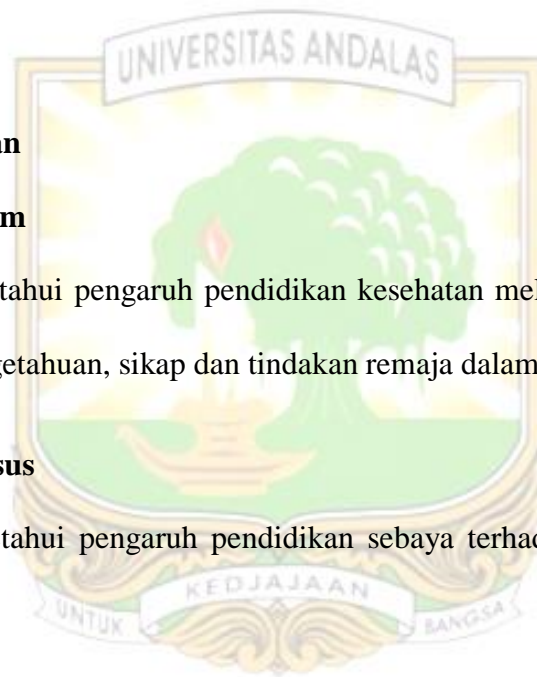 UNIVERSITAS ANDALAS
an
m
tahui pengaruh pendidikan kesehatan mel
getahuan, sikap dan tindakan remaja dalam
sus
tahui pengaruh pendidikan sebaya terhad
KEDJAJAAN
UNTUK BANGSA